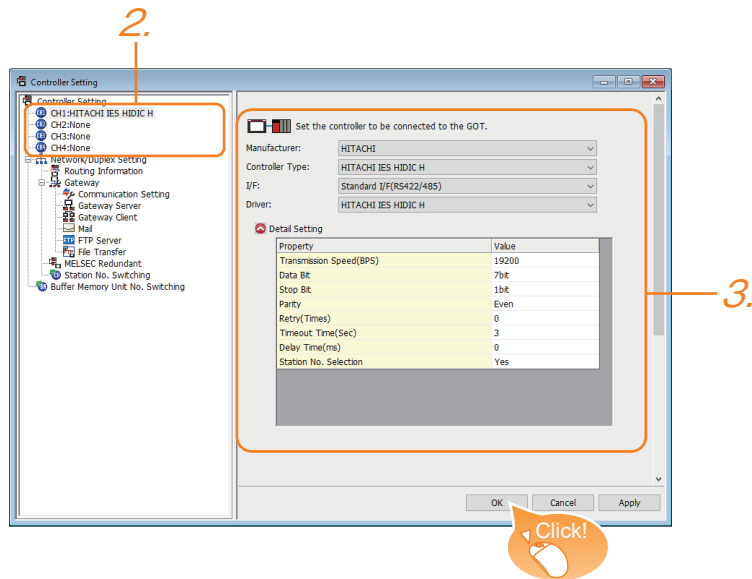 2.
Controller Setting
Controller Setting
CH1:HITACHI IES HIDIC H
CH2:None
CH3:None
CH4:None
Network/Duplex Setting
Routing Information
Gateway
Communication Setting
Gateway Server
Gateway Client
Mail
FTP Server
File Transfer
MELSEC Redundant
Station No. Switching
Buffer Memory Unit No. Switching
Set the controller to be connected to the GOT.
Manufacturer: HITACHI
Controller Type: HITACHI IES HIDIC H
I/F: Standard I/F(RS422/485)
Driver: HITACHI IES HIDIC H
Detail Setting
Property Value
Transmission Speed(BPS) 19200
Data Bit 7bit
Stop Bit 1bit
Parity Even
Retry(Times) 0
Timeout Time(Sec) 3
Delay Time(ms) 0
Station No. Selection Yes
3.
OK Cancel Apply
Click!